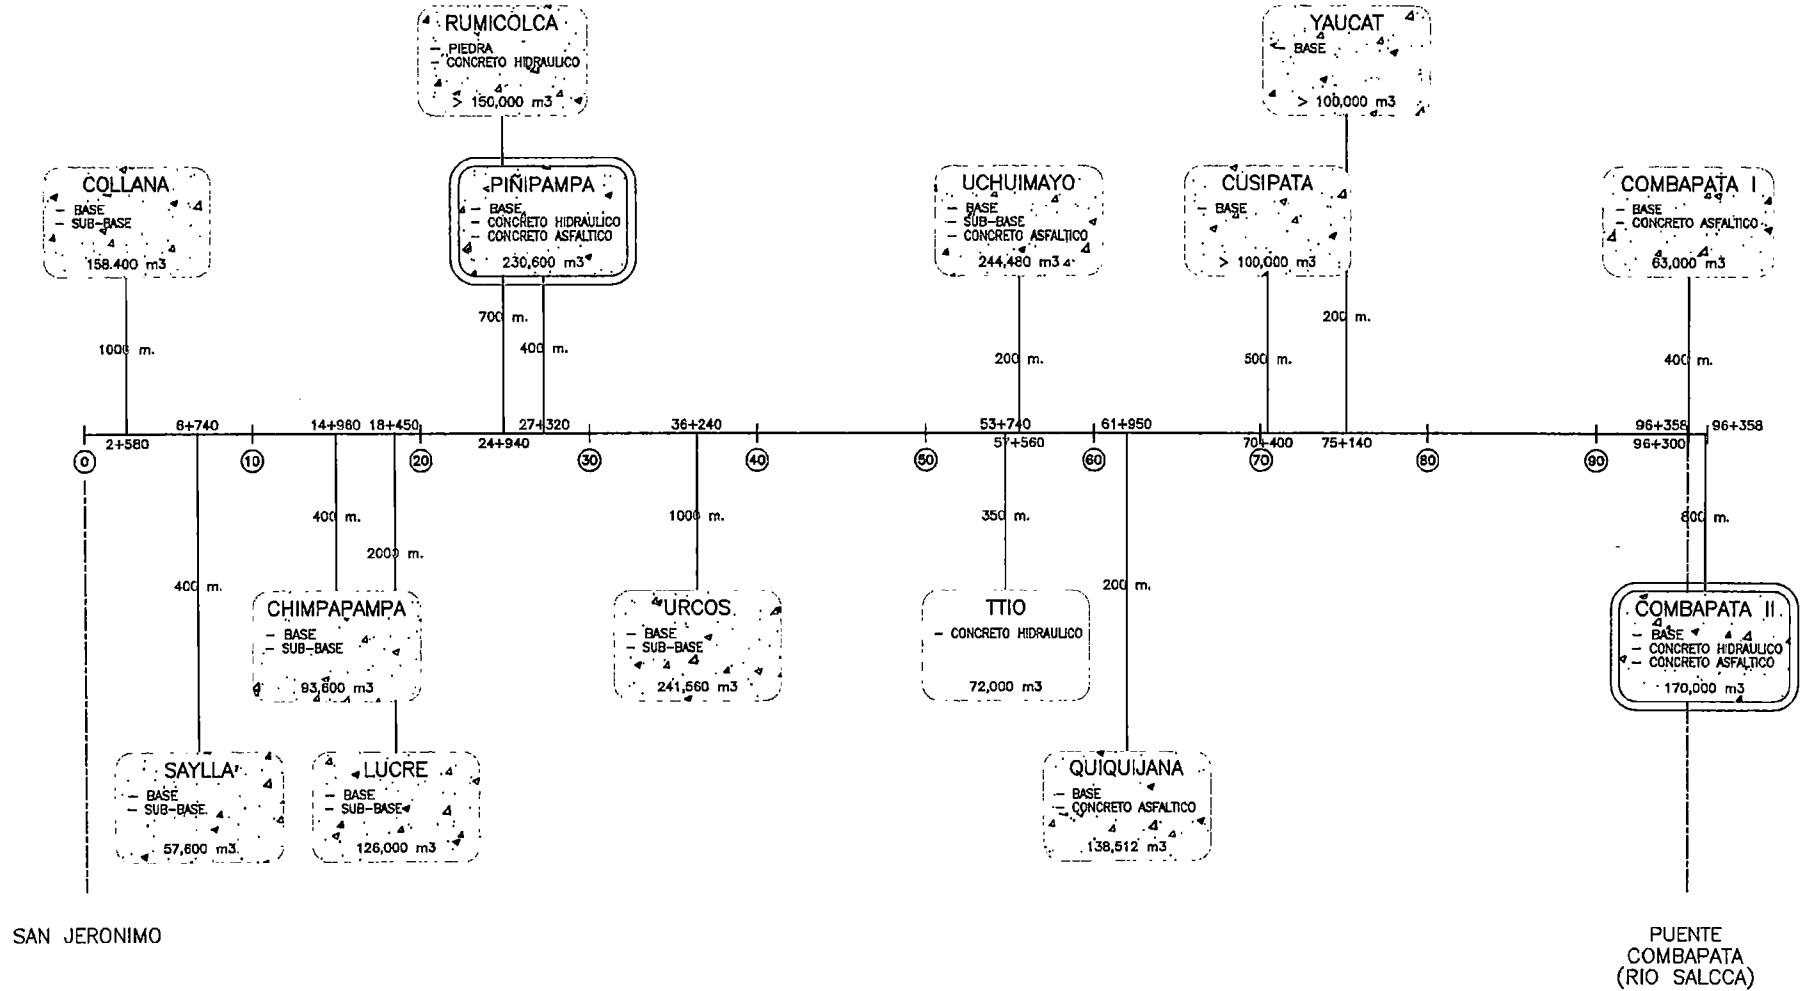 RUMICOLCA
- PIEDRA
- CONCRETO HIDRAULICO
> 150,000 m3
YAUCAT
- BASE
> 100,000 m3
COLLANA
- BASE
- SUB-BASE
158.400 m3
PIÑIPAMPA
- BASE
- CONCRETO HIDRAULICO
- CONCRETO ASFALTICO
230,600 m3
UCHUIMAYO
- BASE
- SUB-BASE
- CONCRETO ASFALTICO
244,480 m3
CUSIPATA
- BASE
> 100,000 m3
COMBAPATA I
- BASE
- CONCRETO ASFALTICO
63,000 m3
1000 m.
700 m.
400 m.
200 m.
500 m.
200 m.
400 m.
2+580
6+740
14+960
18+450
24+940
27+320
36+240
53+740
57+560
61+950
70+400
75+140
96+358
96+300
96+358
0
10
20
30
40
50
60
70
80
90
400 m.
400 m.
2000 m.
1000 m.
350 m.
200 m.
800 m.
CHIMPAPAMPA
- BASE
- SUB-BASE
93,600 m3
URCOS
- BASE
- SUB-BASE
241,560 m3
TTIO
- CONCRETO HIDRAULICO
72,000 m3
COMBAPATA II
- BASE
- CONCRETO HIDRAULICO
- CONCRETO ASFALTICO
170,000 m3
SAYLLA
- BASE
- SUB-BASE
57,600 m3
LUCRE
- BASE
- SUB-BASE
126,000 m3
QUIQUIJANA
- BASE
- CONCRETO ASFALTICO
138,512 m3
SAN JERONIMO
PUENTE
COMBAPATA
(RIO SALCCA)